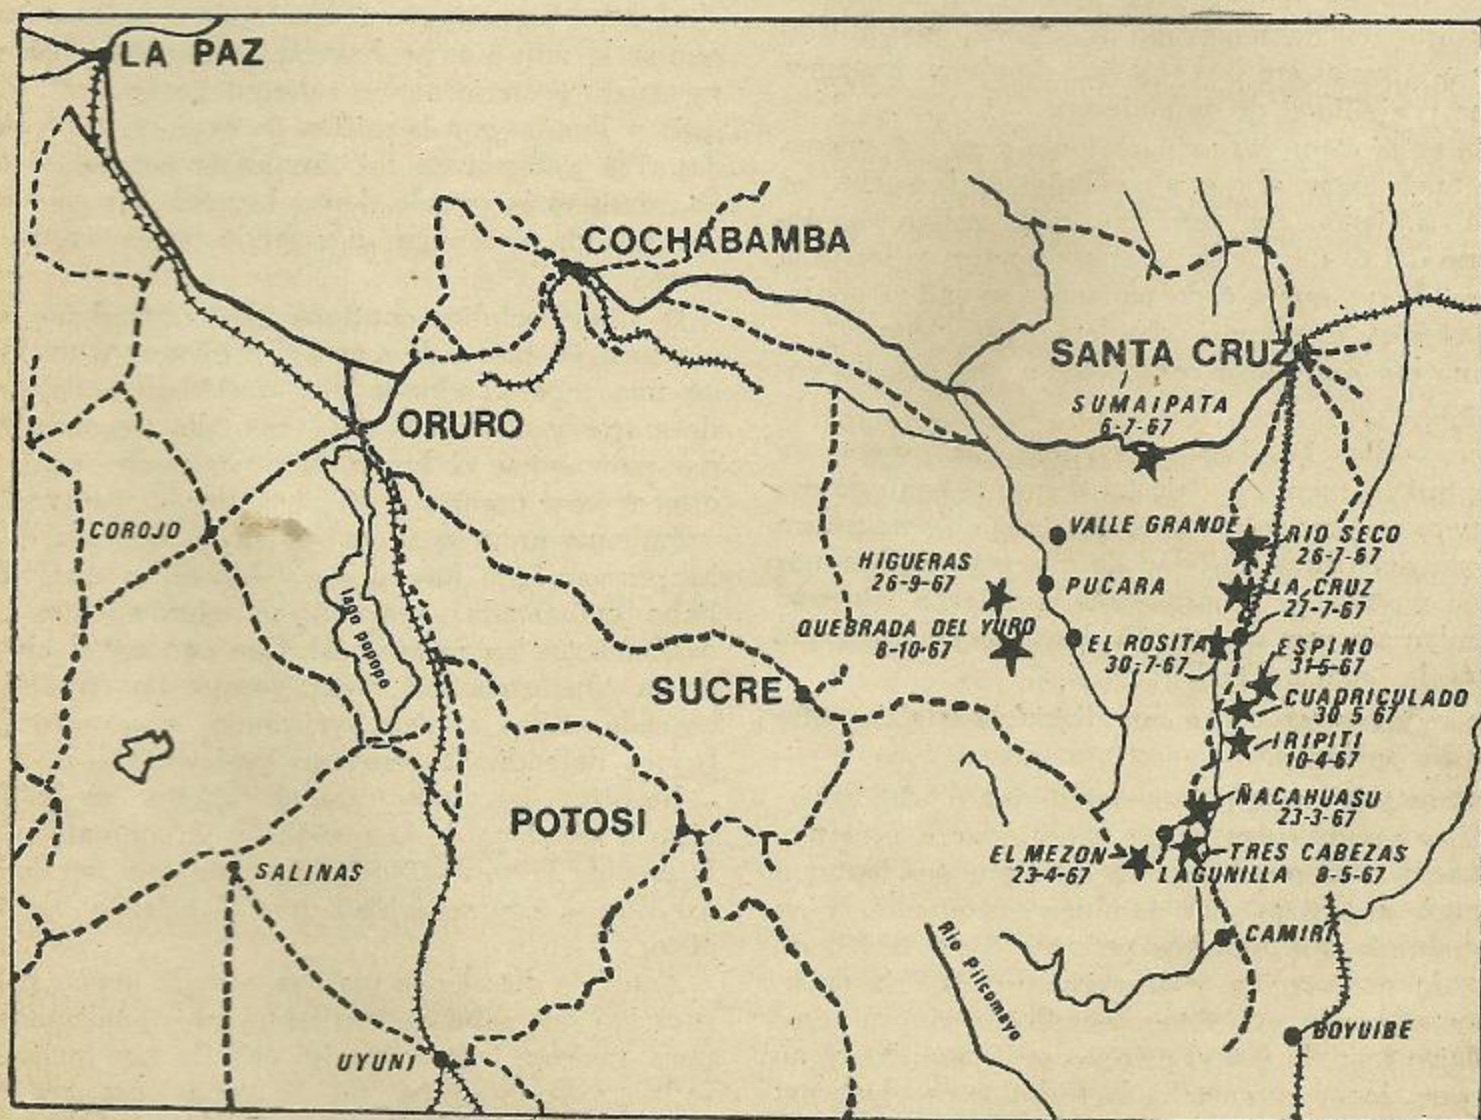 LA PAZ
COCHABAMBA
SANTA CRUZ
SUMAIPATA
6-7-67
ORURO
COROJO
VALLE GRANDE
RIO SECO
26-7-67
HIGUERAS
26-9-67
PUCARA
LA CRUZ
27-7-67
lago popopo
QUEBRADA DEL YURO
8-10-67
EL ROSITA
30-7-67
ESPINO
31-5-67
SUCRE
CUADRICULADO
30 5 67
IRIPITI
10-4-67
POTOSI
ÑACAHUASU
23-3-67
EL MEZON
23-4-67
TRES CABEZAS
LAGUNILLA 8-5-67
SALINAS
CAMIRI
Rio Pilcomayo
UYUNI
BOYUIBE